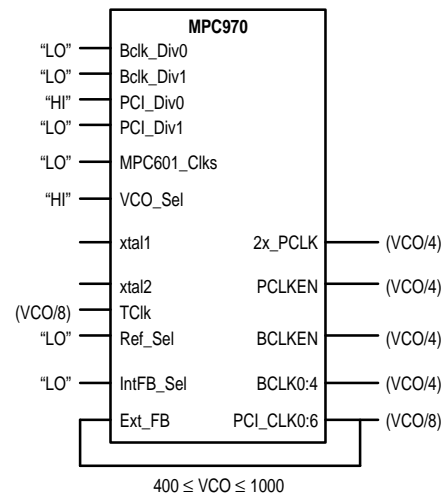 MPC970
“LO” Bclk_Div0
“LO” Bclk_Div1
“HI” PCI_Div0
“LO” PCI_Div1
“LO” MPC601_Clks
“HI” VCO_Sel
xtal1 2x_PCLK (VCO/4)
xtal2 PCLKEN (VCO/4)
(VCO/8) TClk
“LO” Ref_Sel BCLKEN (VCO/4)
“LO” IntFB_Sel BCLK0:4 (VCO/4)
Ext_FB PCI_CLK0:6 (VCO/8)
400 ≤ VCO ≤ 1000